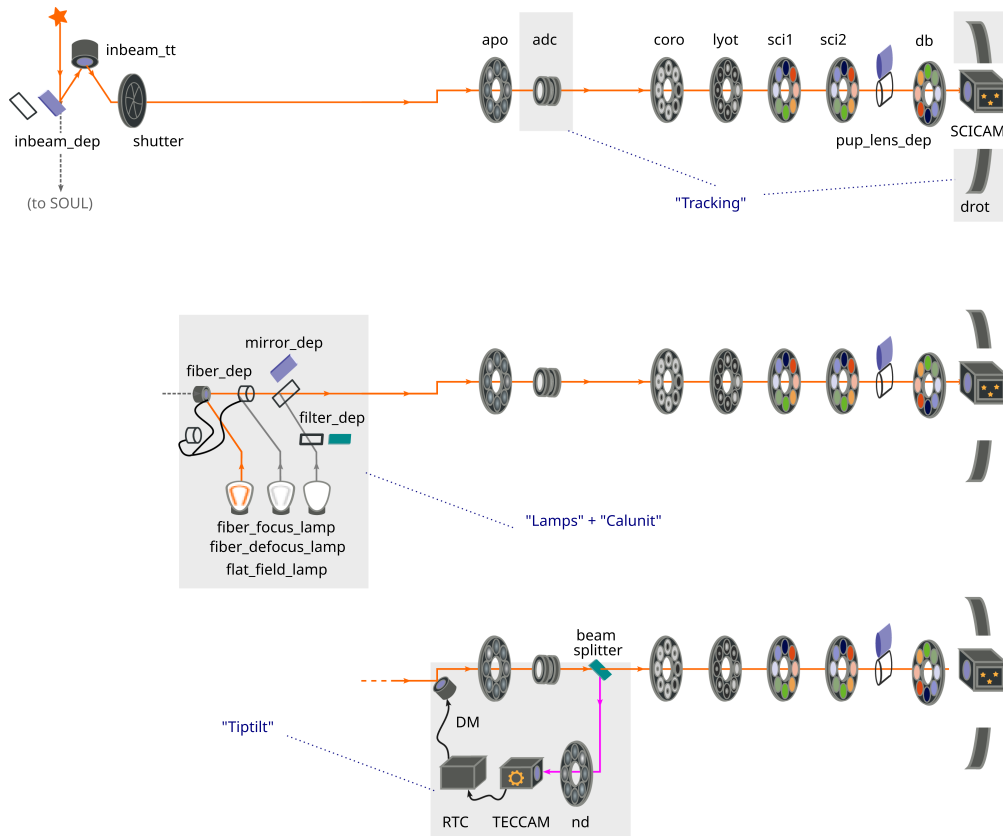 inbeam_tt
apo
adc
coro
lyot
sci1
sci2
db
inbeam_dep
shutter
pup_lens_dep
SCICAM
(to SOUL)
"Tracking"
drot
mirror_dep
fiber_dep
filter_dep
fiber_focus_lamp
fiber_defocus_lamp
flat_field_lamp
"Lamps" + "Calunit"
beam
splitter
"Tiptilt"
DM
RTC
TECCAM
nd